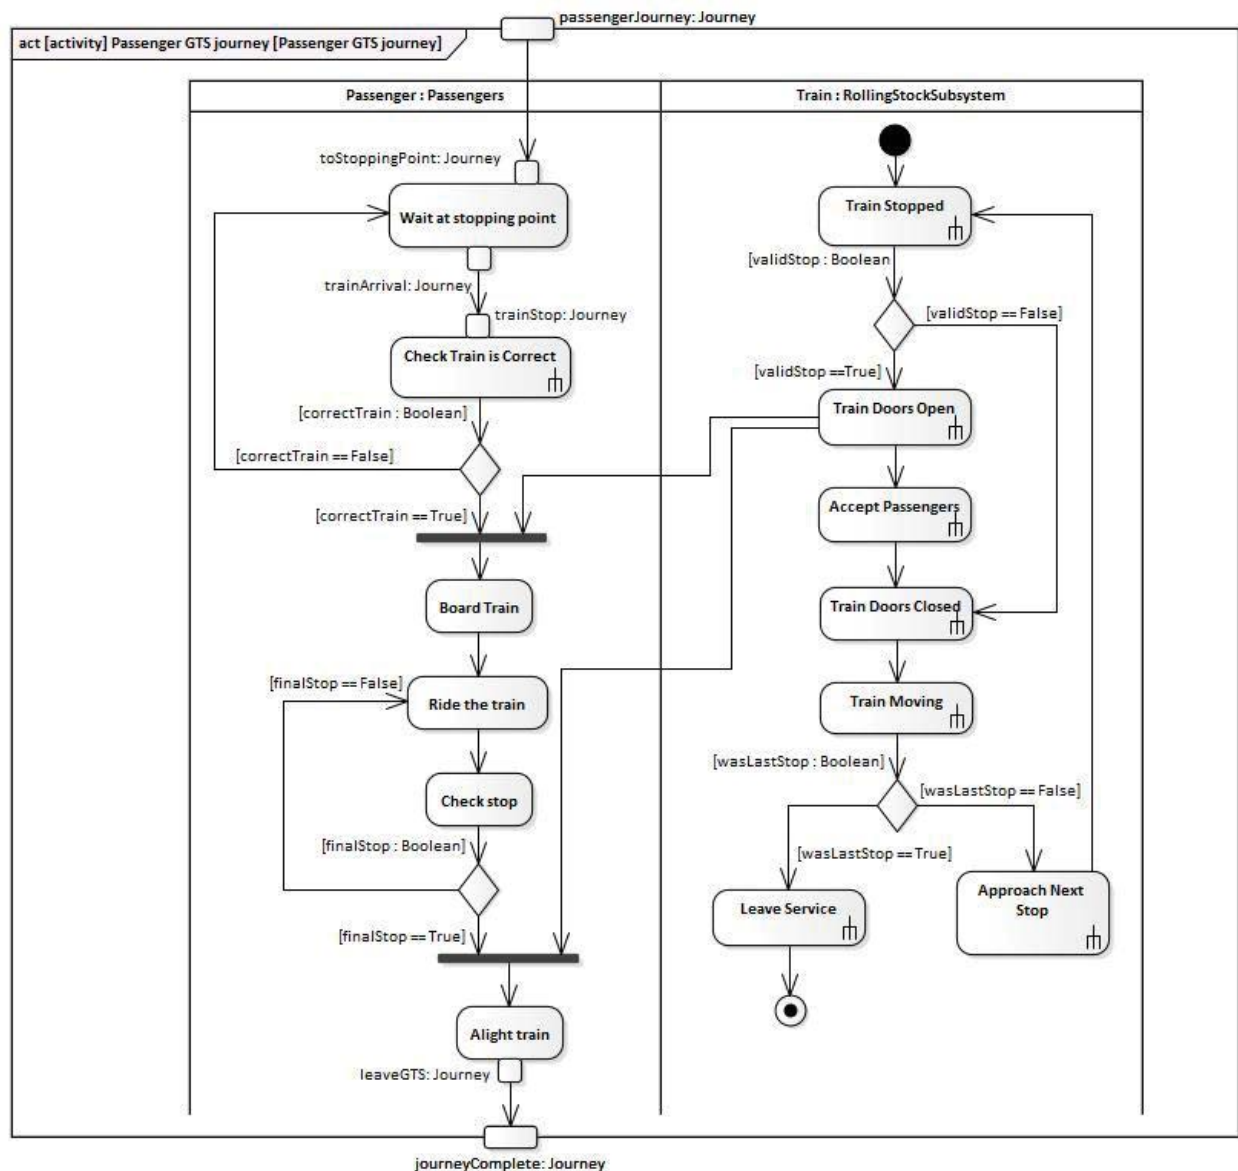 passengerJourney: Journey
act [activity] Passenger GTS journey [Passenger GTS journey]
Passenger : Passengers
Train : RollingStockSubsystem
toStoppingPoint: Journey
Wait at stopping point
Train Stopped
[validStop : Boolean
trainArrival: Journey
trainStop: Journey
[validStop == False]
Check Train is Correct
[validStop ==True]
Train Doors Open
[correctTrain : Boolean]
[correctTrain == False]
Accept Passengers
[correctTrain == True]
Board Train
Train Doors Closed
[finalStop == False]
Ride the train
Train Moving
[wasLastStop : Boolean]
[wasLastStop == False]
Check stop
[finalStop : Boolean]
[wasLastStop == True]
Approach Next
Stop
Leave Service
[finalStop == True]
Alight train
leaveGTS: Journey
journeyComplete: Journey